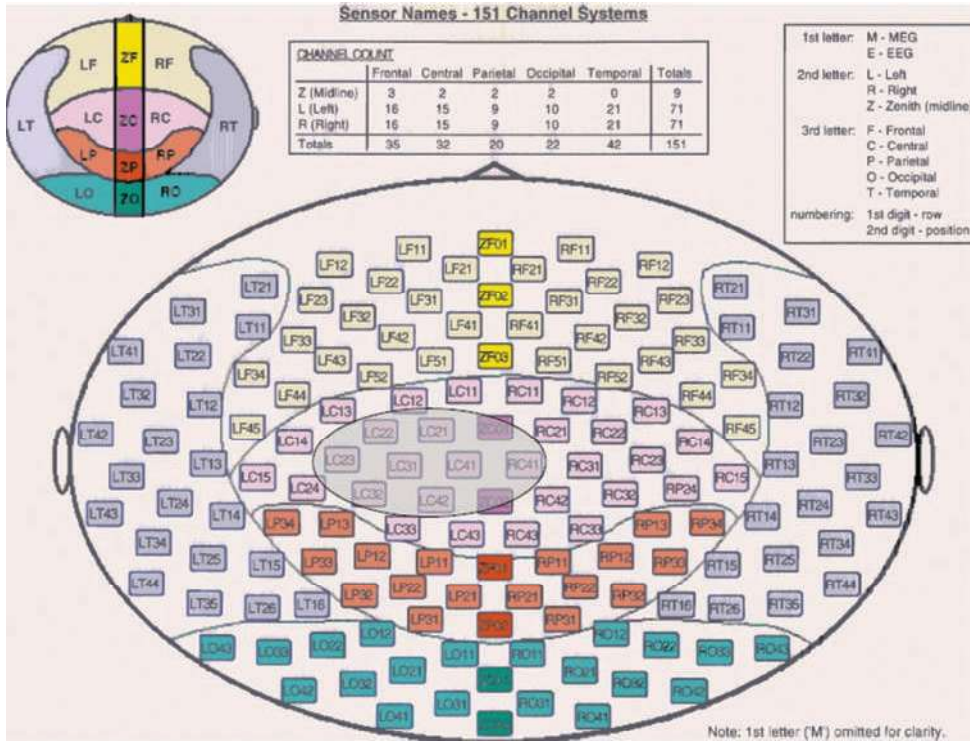 Sensor Names - 151 Channel Systems
LF ZF RF
LT LC ZC RC RT
LP ZP RP
LO ZO RO
CHANNEL COUNT
Frontal Central Parietal Occipital Temporal Totals
Z (Midline) 3 2 2 2 0 9
L (Left) 16 15 9 10 21 71
R (Right) 16 15 9 10 21 71
Totals 35 32 20 22 42 151
1st letter: M - MEG
E - EEG
2nd letter: L - Left
R - Right
Z - Zenith (midline
3rd letter: F - Frontal
C - Central
P - Parietal
O - Occipital
T - Temporal
numbering: 1st digit - row
2nd digit - position
LF11 ZF01 RF11
LF12 LF21 RF21 RF12
LT21 LF22 RF22 RT21
LF23 LF31 ZF02 RF31 RF23
LT31 LF32 RF32 RT31
LT11 LF33 LF42 LF41 RF41 RF42 RF33 RT11
LT41 LT22 LF43 LF51 ZF03 RF51 RF43 RT22 RT41
LF34 LF52 RF52 RF34
LT32 LF44 LC12 LC11 RC11 RC12 RF44 RT32
LT12 LC13 RC13 RT12
LT42 LF45 LC22 LC21 RC21 RC22 RF45 RT42
LT23 LC14 RC14 RT23
LT13 LC23 LC31 LC41 RC41 RC31 RC23 RT13
LT33 LC15 RC15 RT33
LC24 LC32 LC42 RC42 RC32 RP24
LT43 LT24 LT14 RT14 RT24 RT43
LP34 LP13 LC33 LC43 RC43 RC33 RP13 RP34
LT34 LT25 LT15 LP33 LP12 LP11 ZP01 RP11 RP12 RP33 RT15 RT25 RT34
LT44 LP32 LP22 LP21 RP21 RP22 RP32 RT44
LT35 LT26 LT16 LP31 ZP02 RP31 RT16 RT26 RT35
LO43 LO33 LO22 LO12 LO11 RO11 RO12 RO22 RO33 RO43
LO42 LO32 LO21 RO21 RO32 RO42
LO41 LO31 RO31 RO41
Note: 1st letter ('M') omitted for clarity.